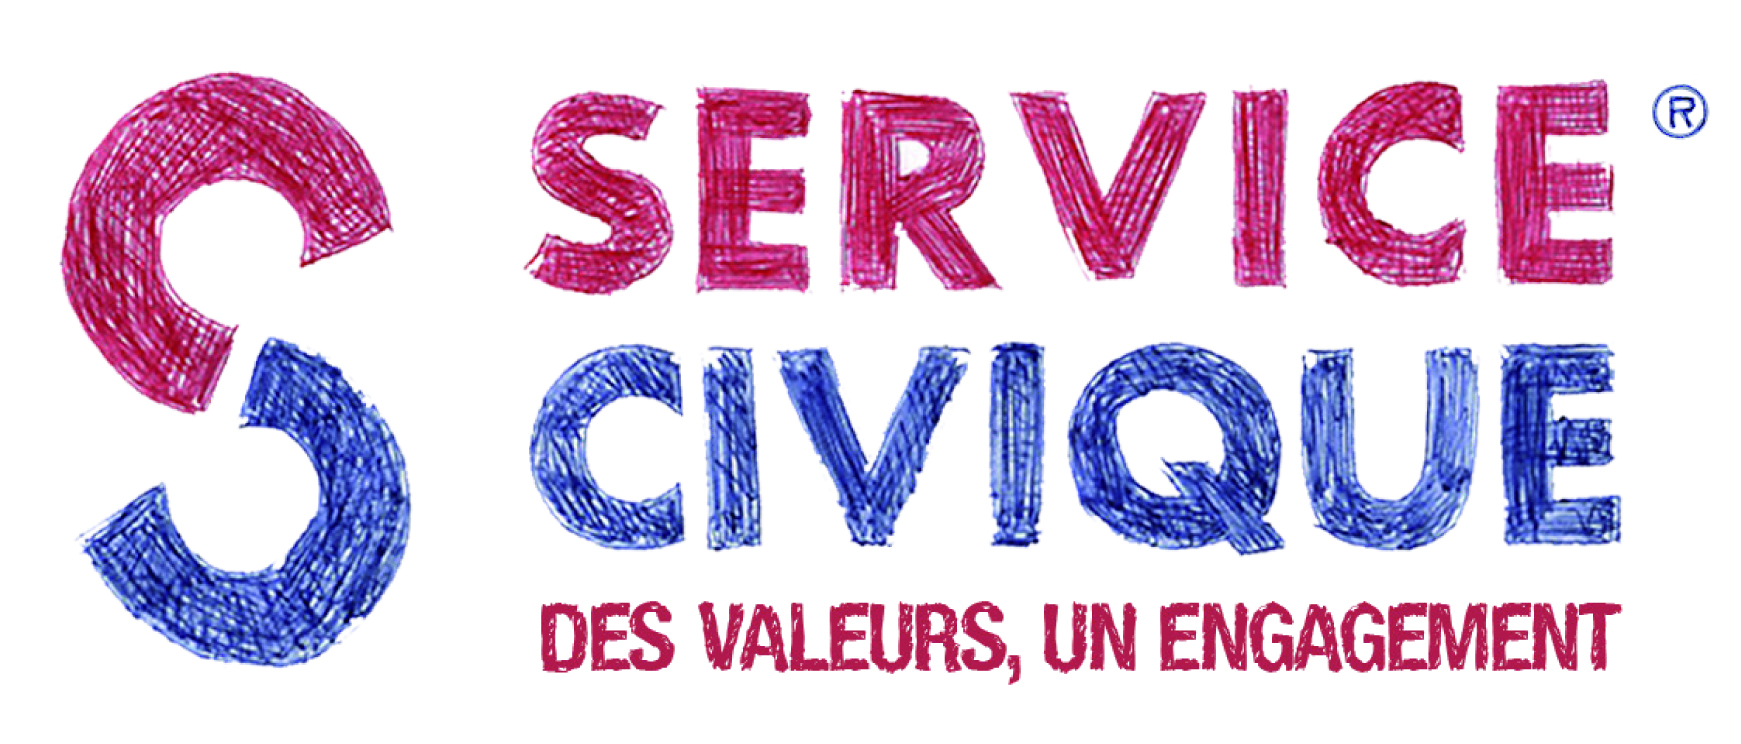 SERVICE ®
CIVIQUE
DES VALEURS, UN ENGAGEMENT